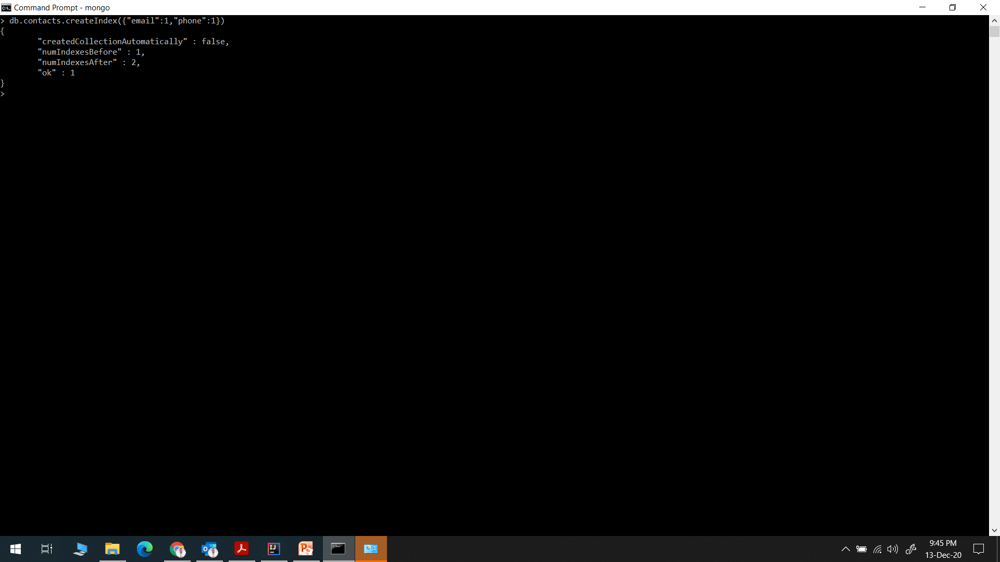 Command Prompt - mongo
> db.contacts.createIndex({"email":1,"phone":1})
{
        "createdCollectionAutomatically" : false,
        "numIndexesBefore" : 1,
        "numIndexesAfter" : 2,
        "ok" : 1
}
>
9:45 PM
13-Dec-20